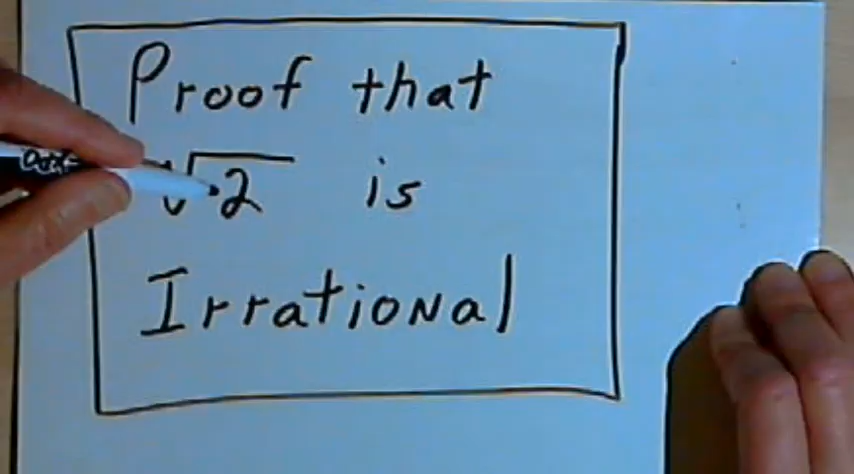 Proof that
√2 is
Irrational